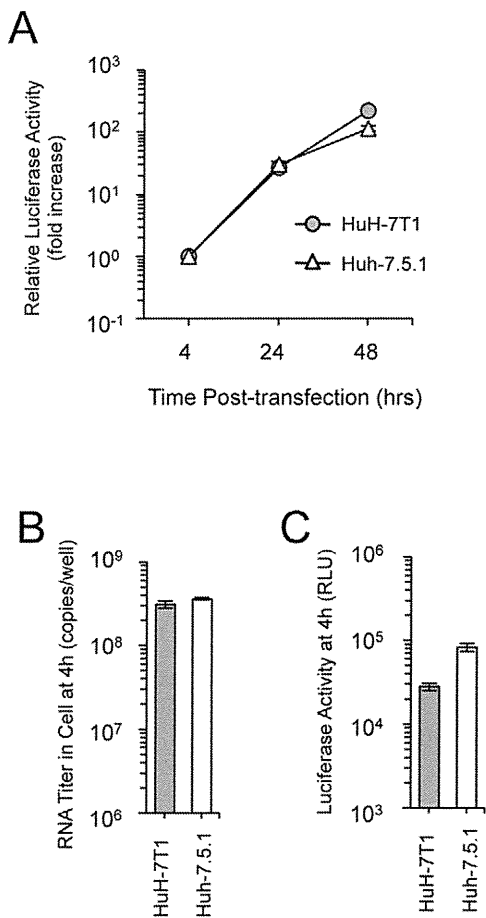 A
Relative Luciferase Activity
(fold increase)
10³
10²
10¹
10⁰
10⁻¹
HuH-7T1
Huh-7.5.1
4 24 48
Time Post-transfection (hrs)
B
RNA Titer in Cell at 4h (copies/well)
10⁹
10⁸
10⁷
10⁶
HuH-7T1
Huh-7.5.1
C
Luciferase Activity at 4h (RLU)
10⁶
10⁵
10⁴
10³
HuH-7T1
Huh-7.5.1